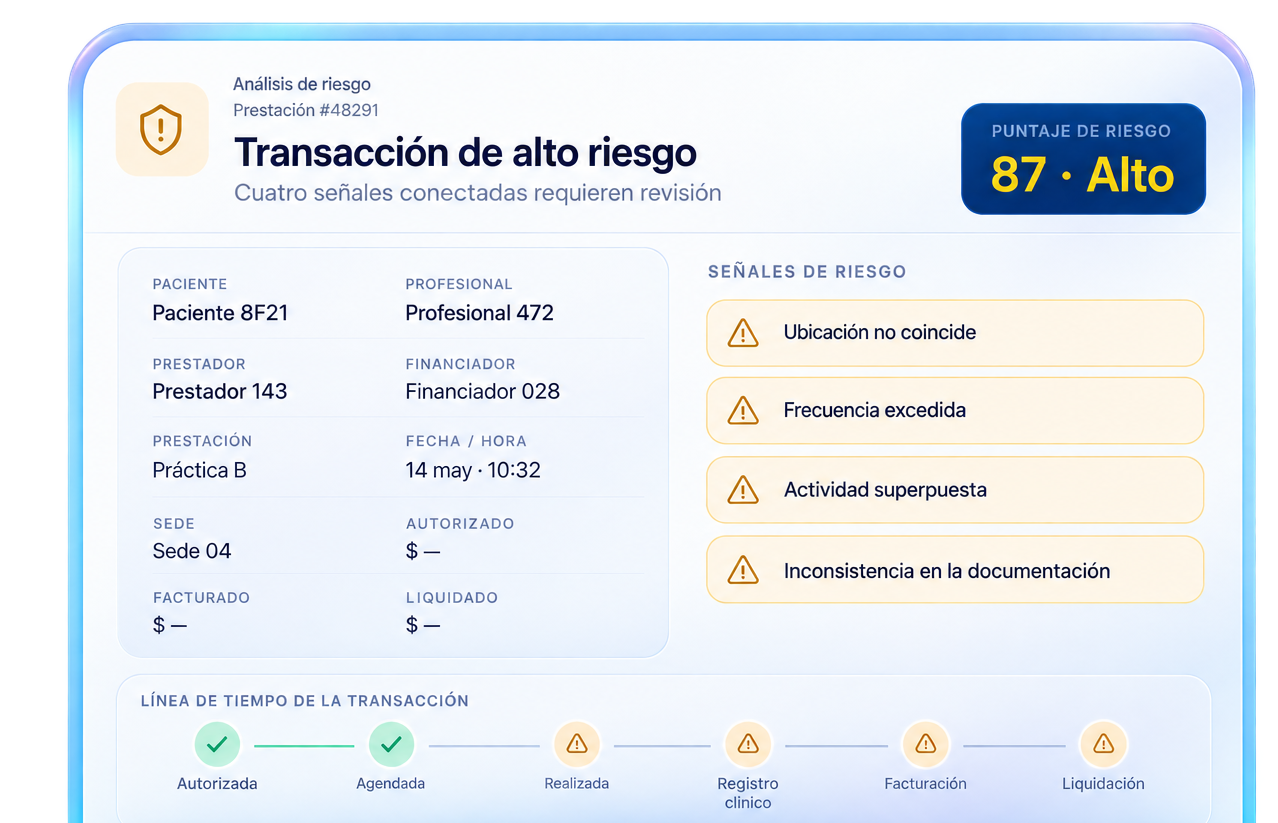 Análisis de riesgo
Prestación #48291
Transacción de alto riesgo
Cuatro señales conectadas requieren revisión
PUNTAJE DE RIESGO
87 · Alto
PACIENTE
Paciente 8F21
PROFESIONAL
Profesional 472
PRESTADOR
Prestador 143
FINANCIADOR
Financiador 028
PRESTACIÓN
Práctica B
FECHA / HORA
14 may · 10:32
SEDE
Sede 04
AUTORIZADO
$ —
FACTURADO
$ —
LIQUIDADO
$ —
SEÑALES DE RIESGO
Ubicación no coincide
Frecuencia excedida
Actividad superpuesta
Inconsistencia en la documentación
LÍNEA DE TIEMPO DE LA TRANSACCIÓN
Autorizada
Agendada
Realizada
Registro
clinico
Facturación
Liquidación